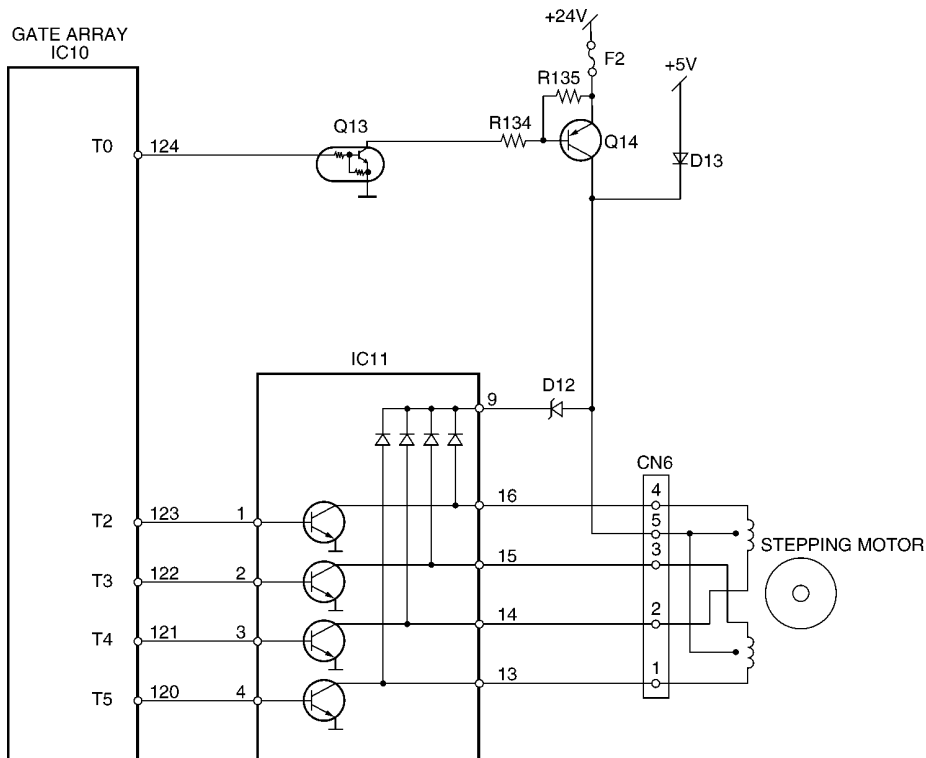 +24V
GATE ARRAY
IC10
F2
+5V
R135
R134
Q13
Q14
T0
124
D13
IC11
D12
9
CN6
16
4
5
T2
123
1
3
STEPPING MOTOR
15
T3
122
2
14
2
T4
121
3
13
1
T5
120
4